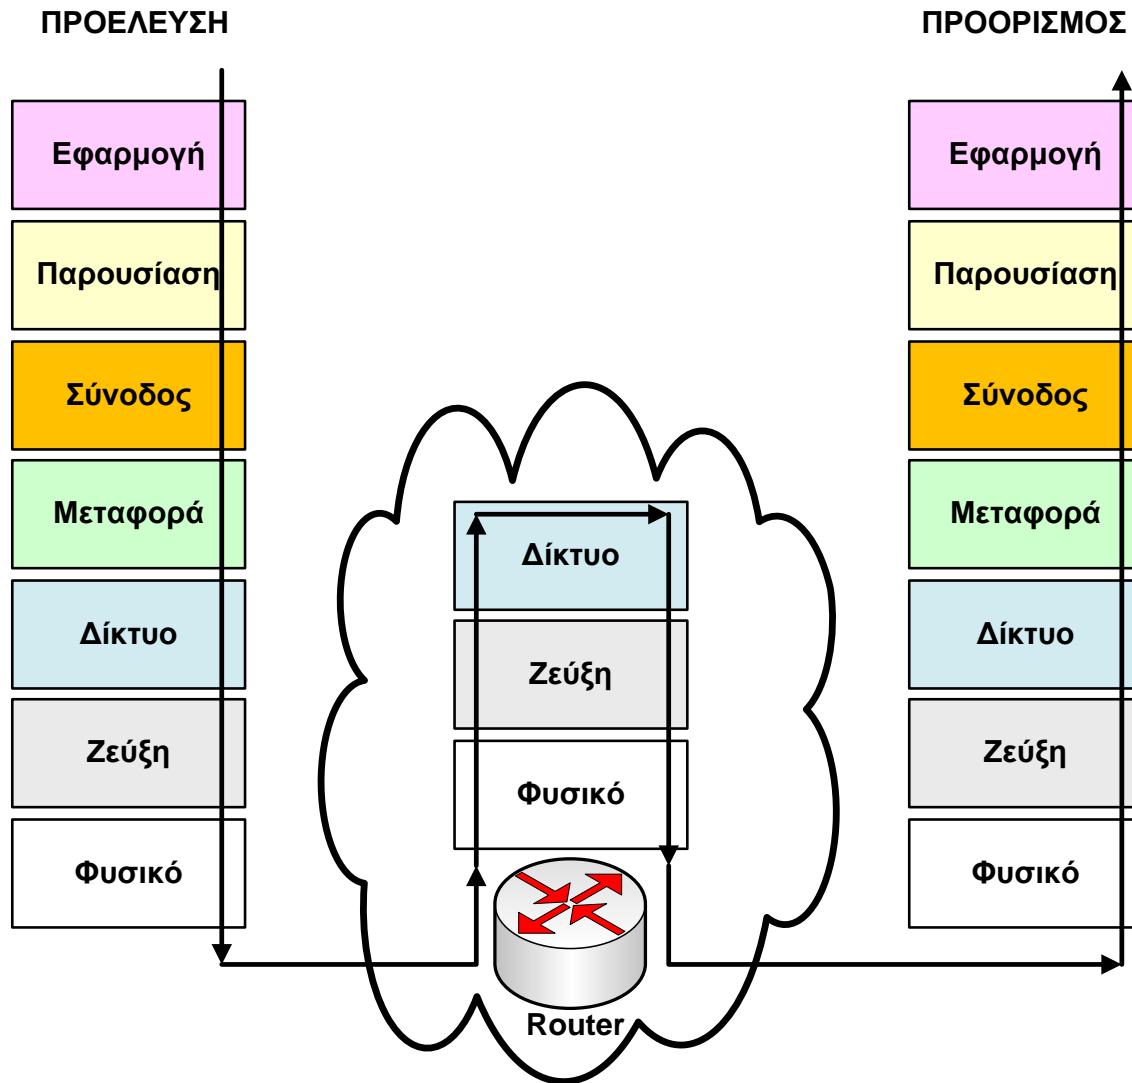 ΠΡΟΕΛΕΥΣΗ
Εφαρμογή
Παρουσίαση
Σύνοδος
Μεταφορά
Δίκτυο
Ζεύξη
Φυσικό
Δίκτυο
Ζεύξη
Φυσικό
Router
ΠΡΟΟΡΙΣΜΟΣ
Εφαρμογή
Παρουσίαση
Σύνοδος
Μεταφορά
Δίκτυο
Ζεύξη
Φυσικό